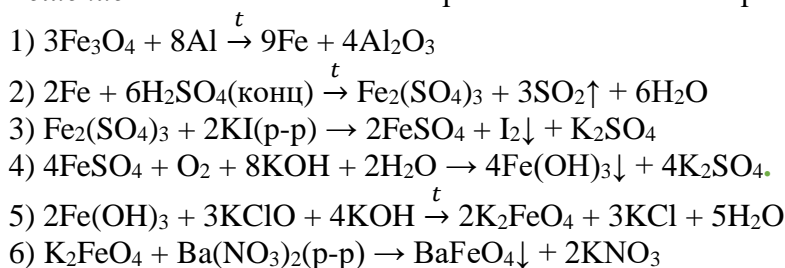 1) 3Fe₃O₄ + 8Al →ᵗ 9Fe + 4Al₂O₃
2) 2Fe + 6H₂SO₄(конц) →ᵗ Fe₂(SO₄)₃ + 3SO₂↑ + 6H₂O
3) Fe₂(SO₄)₃ + 2KI(р-р) → 2FeSO₄ + I₂↓ + K₂SO₄
4) 4FeSO₄ + O₂ + 8KOH + 2H₂O → 4Fe(OH)₃↓ + 4K₂SO₄.
5) 2Fe(OH)₃ + 3KClO + 4KOH →ᵗ 2K₂FeO₄ + 3KCl + 5H₂O
6) K₂FeO₄ + Ba(NO₃)₂(р-р) → BaFeO₄↓ + 2KNO₃